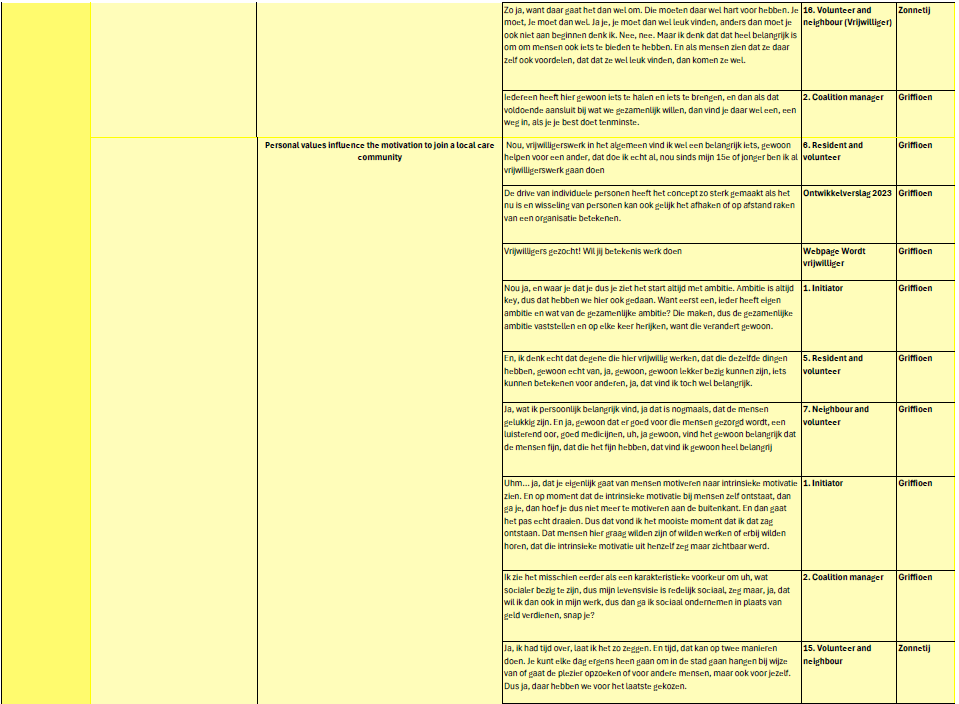 Zo ja, want daar gaat het dan wel om. Die moeten daar wel hart voor hebben. Je
moet, Je moet dan wel. Ja je, je moet dan wel leuk vinden, anders dan moet je
ook niet aan beginnen denk ik. Nee, nee. Maar ik denk dat dat heel belangrijk is
om om mensen ook iets te bieden te hebben. En als mensen zien dat ze daar
zelf ook voordelen, dat dat ze wel leuk vinden, dan komen ze wel.
16. Volunteer and
neighbour (Vrijwilliger)
Zonnetij
Iedereen heeft hier gewoon iets te halen en iets te brengen, en dan als dat
voldoende aansluit bij wat we gezamenlijk willen, dan vind je daar wel een, een
weg in, als je je best doet tenminste.
2. Coalition manager
Griffioen
Personal values influence the motivation to join a local care
community
Nou, vrijwilligerswerk in het algemeen vind ik wel een belangrijk iets, gewoon
helpen voor een ander, dat doe ik echt al, nou sinds mijn 15e of jonger ben ik al
vrijwilligerswerk gaan doen
6. Resident and
volunteer
Griffioen
De drive van individuele personen heeft het concept zo sterk gemaakt als het
nu is en wisseling van personen kan ook gelijk het afhaken of op afstand raken
van een organisatie betekenen.
Ontwikkelverslag 2023
Griffioen
Vrijwilligers gezocht! Wil jij betekenis werk doen
Webpage Wordt
vrijwilliger
Griffioen
Nou ja, en waar je dat je dus je ziet het start altijd met ambitie. Ambitie is altijd
key, dus dat hebben we hier ook gedaan. Want eerst een, ieder heeft eigen
ambitie en wat van de gezamenlijke ambitie? Die maken, dus de gezamenlijke
ambitie vaststellen en op elke keer herijken, want die verandert gewoon.
1. Initiator
Griffioen
En, ik denk echt dat degene die hier vrijwillig werken, dat die dezelfde dingen
hebben, gewoon echt van, ja, gewoon, gewoon lekker bezig kunnen zijn, iets
kunnen betekenen voor anderen, ja, dat vind ik toch wel belangrijk.
5. Resident and
volunteer
Griffioen
Ja, wat ik persoonlijk belangrijk vind, ja dat is nogmaals, dat de mensen
gelukkig zijn. En ja, gewoon dat er goed voor die mensen gezorgd wordt, een
luisterend oor, goed medicijnen, uh, ja gewoon, vind het gewoon belangrijk dat
de mensen fijn, dat die het fijn hebben, dat vind ik gewoon heel belangrij
7. Neighbour and
volunteer
Griffioen
Uhm... ja, dat je eigenlijk gaat van mensen motiveren naar intrinsieke motivatie
zien. En op moment dat de intrinsieke motivatie bij mensen zelf ontstaat, dan
ga je, dan hoef je dus niet meer te motiveren aan de buitenkant. En dan gaat
het pas echt draaien. Dus dat vond ik het mooiste moment dat ik dat zag
ontstaan. Dat mensen hier graag wilden zijn of wilden werken of erbij wilden
horen, dat die intrinsieke motivatie uit henzelf zeg maar zichtbaar werd.
1. Initiator
Griffioen
Ik zie het misschien eerder als een karakteristieke voorkeur om uh, wat
socialer bezig te zijn, dus mijn levensvisie is redelijk sociaal, zeg maar, ja, dat
wil ik dan ook in mijn werk, dus dan ga ik sociaal ondernemen in plaats van
geld verdienen, snap je?
2. Coalition manager
Griffioen
Ja, ik had tijd over, laat ik het zo zeggen. En tijd, dat kan op twee manieren
doen. Je kunt elke dag ergens heen gaan om in de stad gaan hangen bij wijze
van of gaat de plezier opzoeken of voor andere mensen, maar ook voor jezelf.
Dus ja, daar hebben we voor het laatste gekozen.
15. Volunteer and
neighbour
Zonnetij